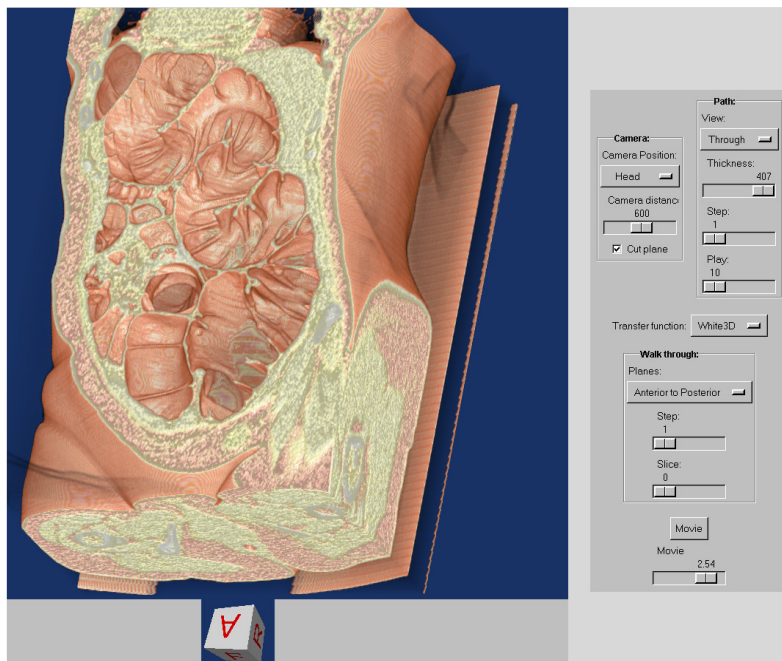 Path:
View:
Through
Thickness:
407
Step:
1
Play:
10
Camera:
Camera Position:
Head
Camera distanc
600
Cut plane
Transfer function: White3D
Walk through:
Planes:
Anterior to Posterior
Step:
1
Slice:
0
Movie
Movie
2.54
A
R
F